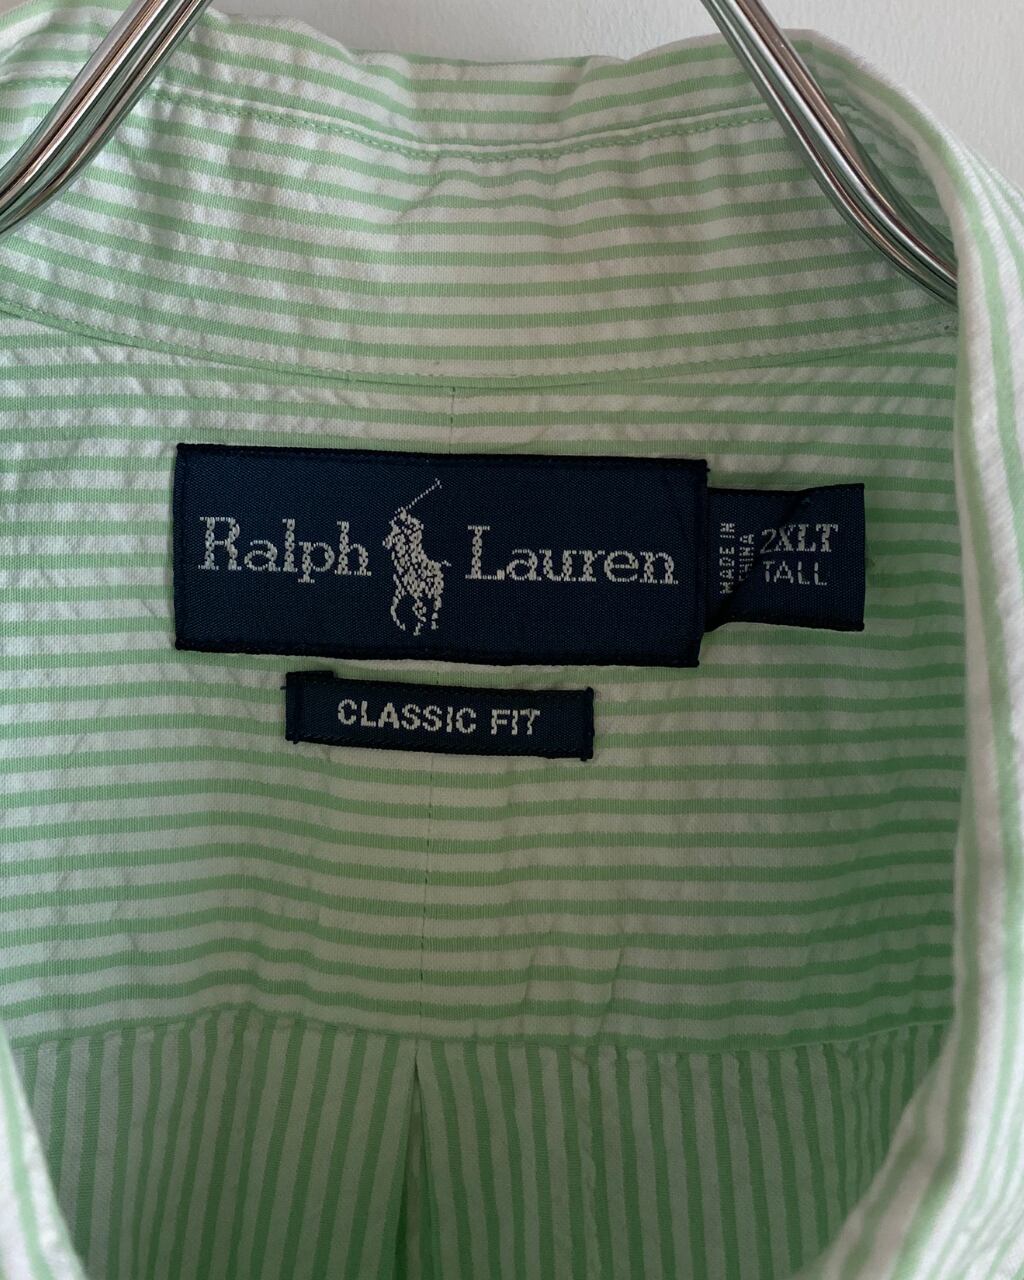 Ralph Lauren
MADE IN
CHINA
2XLT
TALL
CLASSIC FIT